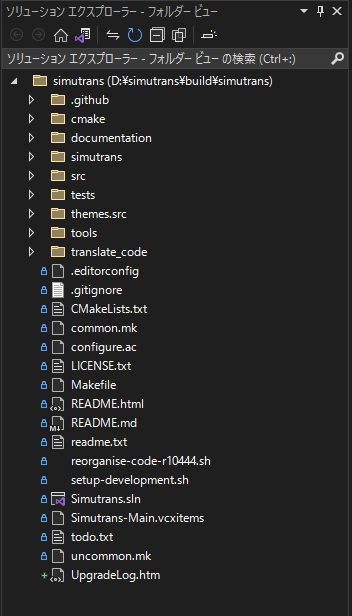 ソリューション エクスプローラー - フォルダー ビュー
ソリューション エクスプローラー - フォルダー ビュー の検索 (Ctrl+:)
simutrans (D:¥simutrans¥build¥simutrans)
.github
cmake
documentation
simutrans
src
tests
themes.src
tools
translate_code
.editorconfig
.gitignore
CMakeLists.txt
common.mk
configure.ac
LICENSE.txt
Makefile
README.html
README.md
readme.txt
reorganise-code-r10444.sh
setup-development.sh
Simutrans.sln
Simutrans-Main.vcxitems
todo.txt
uncommon.mk
UpgradeLog.htm